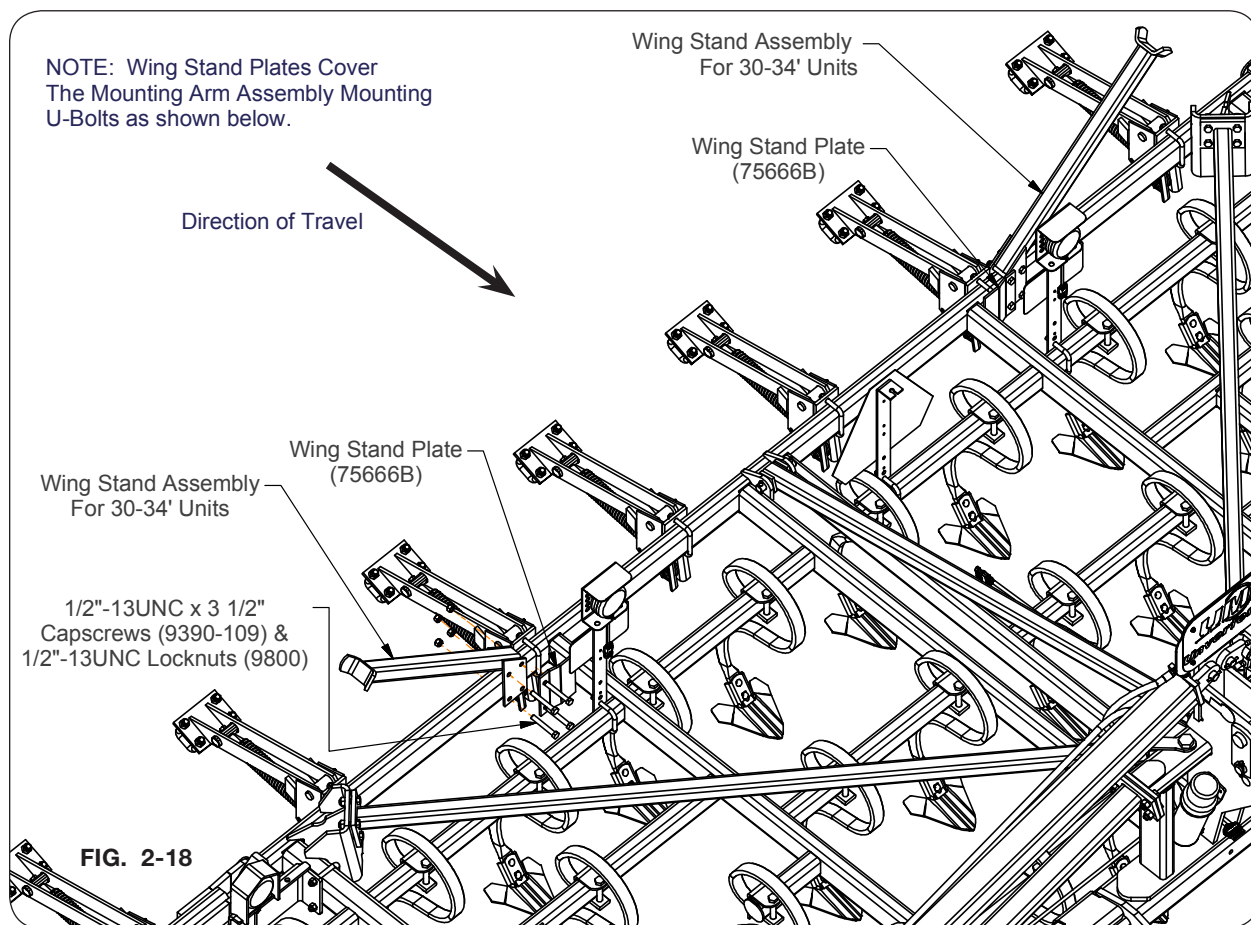 NOTE: Wing Stand Plates Cover
The Mounting Arm Assembly Mounting
U-Bolts as shown below.
Direction of Travel
Wing Stand Assembly
For 30-34' Units
Wing Stand Plate
(75666B)
Wing Stand Plate
(75666B)
Wing Stand Assembly
For 30-34' Units
1/2"-13UNC x 3 1/2"
Capscrews (9390-109) &
1/2"-13UNC Locknuts (9800)
FIG. 2-18